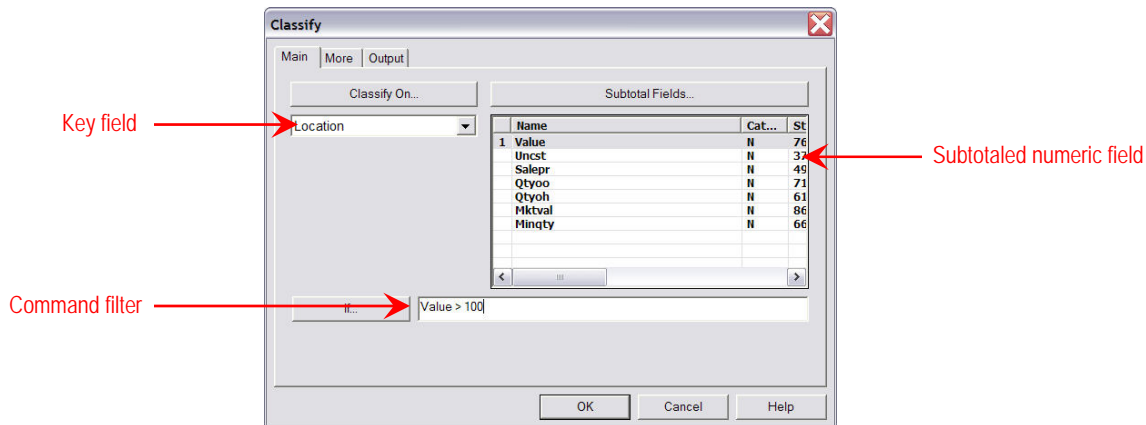 Classify
Main More Output
Classify On... Subtotal Fields...
Key field
Location
Name Cat... St
1 Value N 76
Uncst N 37
Subtotaled numeric field
Salepr N 49
Qtyoo N 71
Qtyoh N 61
Mktval N 86
Minqty N 66
Command filter
If... Value > 100
OK Cancel Help